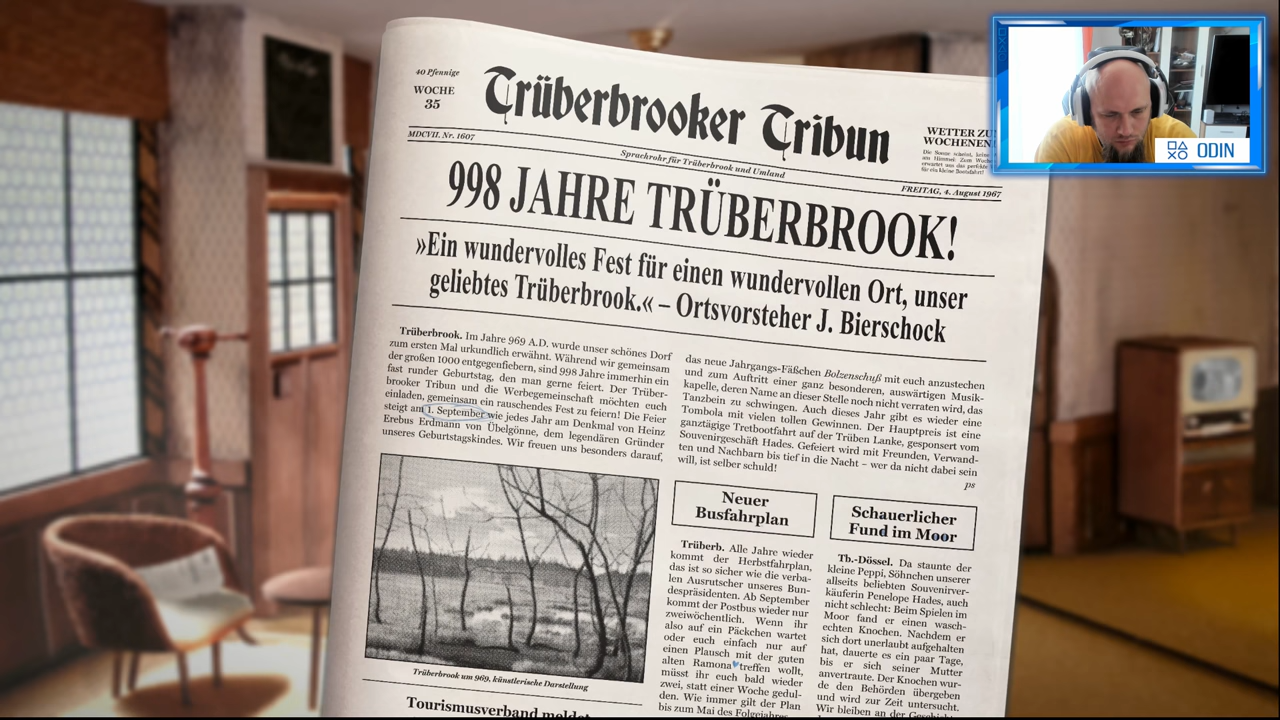 40 Pfennige
WOCHE
35
Trüberbrooker Tribun
WETTER ZU
WOCHENEN
MDCVII. Nr. 1607
Sprachrohr für Trüberbrook und Umland
FREITAG, 4. August 1967
998 JAHRE TRÜBERBROOK!
»Ein wundervolles Fest für einen wundervollen Ort, unser
geliebtes Trüberbrook.« – Ortsvorsteher J. Bierschock
Trüberbrook. Im Jahre 969 A.D. wurde unser schönes Dorf
zum ersten Mal urkundlich erwähnt. Während wir gemeinsam
der großen 1000 entgegenfiebern, sind 998 Jahre immerhin ein
fast runder Geburtstag, den man gerne feiert. Der Trüber-
brooker Tribun und die Werbegemeinschaft möchten euch
einladen, gemeinsam ein rauschendes Fest zu feiern! Die Feier
steigt am 1. September wie jedes Jahr am Denkmal von Heinz
Erebus Erdmann von Übelgönne, dem legendären Gründer
unseres Geburtstagskindes. Wir freuen uns besonders darauf,
das neue Jahrgangs-Fäßchen Bolzenschuß mit euch anzustechen
und zum Auftritt einer ganz besonderen, auswärtigen Musik-
kapelle, deren Name an dieser Stelle noch nicht verraten wird, das
Tanzbein zu schwingen. Auch dieses Jahr gibt es wieder eine
Tombola mit vielen tollen Gewinnen. Der Hauptpreis ist eine
ganztägige Tretbootfahrt auf der Trüben Lanke, gesponsert vom
Souvenirgeschäft Hades. Gefeiert wird mit Freunden, Verwand-
ten und Nachbarn bis tief in die Nacht – wer da nicht dabei sein
will, ist selber schuld!
ps
Trüberbrook um 969, künstlerische Darstellung
Tourismusverband meldet
Neuer
Busfahrplan
Trüberb. Alle Jahre wieder
kommt der Herbstfahrplan,
das ist so sicher wie die verba-
len Ausrutscher unseres Bun-
despräsidenten. Ab September
kommt der Postbus wieder nur
zweiwöchentlich. Wenn ihr
also auf ein Päckchen wartet
oder euch einfach nur auf
einen Plausch mit der guten
alten Ramona treffen wollt,
müsst ihr euch bald wieder
zwei, statt einer Woche gedul-
den. Wie immer gilt der Plan
bis zum Mai des Folgejahres
Schauerlicher
Fund im Moor
Tb.-Dössel. Da staunte der
kleine Peppi, Söhnchen unserer
allseits beliebten Souvenirver-
käuferin Penelope Hades, auch
nicht schlecht: Beim Spielen im
Moor fand er einen wasch-
echten Knochen. Nachdem er
sich dort unerlaubt aufgehalten
hat, dauerte es ein paar Tage,
bis er sich seiner Mutter
anvertraute. Der Knochen wur-
de den Behörden übergeben
und wird zur Zeit untersucht.
Wir bleiben an der
ODIN